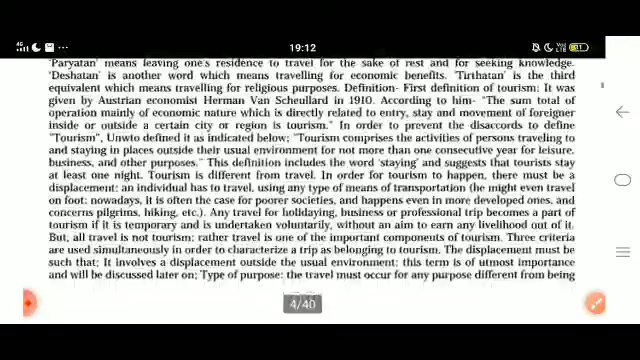 19:12
'Paryatan' means leaving one's residence to travel for the sake of rest and for seeking knowledge.
'Deshatan' is another word which means travelling for economic benefits. 'Tirthatan' is the third
equivalent which means travelling for religious purposes. Definition- First definition of tourism: It was
given by Austrian economist Herman Van Scheullard in 1910. According to him- "The sum total of
operation mainly of economic nature which is directly related to entry, stay and movement of foreigner
inside or outside a certain city or region is tourism." In order to prevent the disaccords to define
"Tourism", Unwto defined it as indicated below; "Tourism comprises the activities of persons traveling to
and staying in places outside their usual environment for not more than one consecutive year for leisure,
business, and other purposes." This definition includes the word 'staying' and suggests that tourists stay
at least one night. Tourism is different from travel. In order for tourism to happen, there must be a
displacement: an individual has to travel, using any type of means of transportation (he might even travel
on foot: nowadays, it is often the case for poorer societies, and happens even in more developed ones, and
concerns pilgrims, hiking, etc.). Any travel for holidaying, business or professional trip becomes a part of
tourism if it is temporary and is undertaken voluntarily, without an aim to earn any livelihood out of it.
But, all travel is not tourism; rather travel is one of the important components of tourism. Three criteria
are used simultaneously in order to characterize a trip as belonging to tourism. The displacement must be
such that; It involves a displacement outside the usual environment: this term is of utmost importance
and will be discussed later on; Type of purpose: the travel must occur for any purpose different from being
4/40